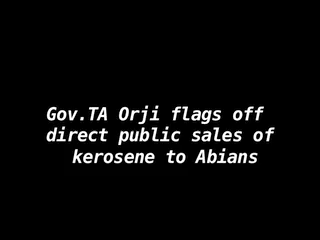 Gov.TA Orji flags off
direct public sales of
kerosene to Abians